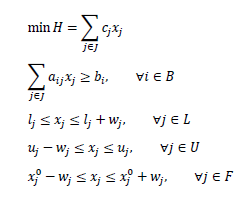 min H = ∑_{j∈J} c_j x_j
∑_{j∈J} a_{ij} x_j ≥ b_i, ∀i ∈ B
l_j ≤ x_j ≤ l_j + w_j, ∀j ∈ L
u_j − w_j ≤ x_j ≤ u_j, ∀j ∈ U
x_j^0 − w_j ≤ x_j ≤ x_j^0 + w_j, ∀j ∈ F